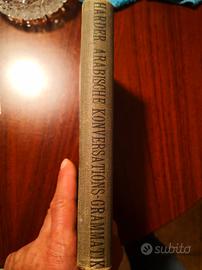 HARDER ARABISCHE KONVERSATIONS-GRAMMATIK
subito